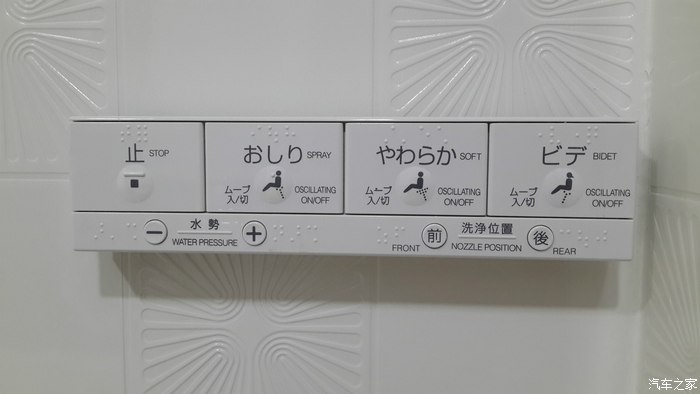 止 STOP
おしり SPRAY
ムーブ 入/切 OSCILLATING ON/OFF
やわらか SOFT
ムーブ 入/切 OSCILLATING ON/OFF
ビデ BIDET
ムーブ 入/切 OSCILLATING ON/OFF
水勢
WATER PRESSURE
− +
洗浄位置
FRONT 前 NOZZLE POSITION 後 REAR
汽车之家